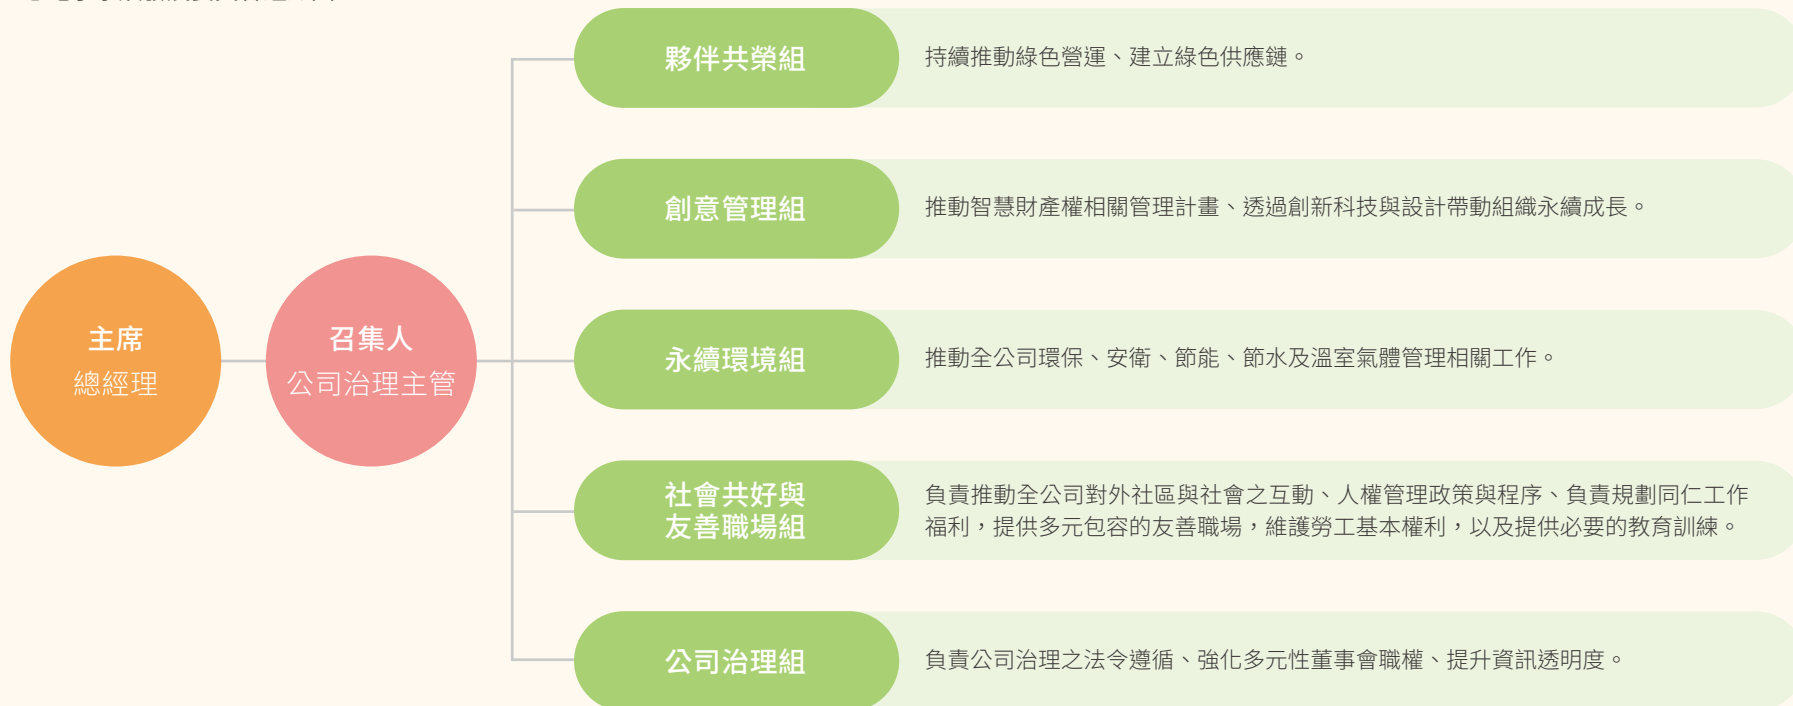 主席
總經理
召集人
公司治理主管
夥伴共榮組
持續推動綠色營運、建立綠色供應鏈。
創意管理組
推動智慧財產權相關管理計畫、透過創新科技與設計帶動組織永續成長。
永續環境組
推動全公司環保、安衛、節能、節水及溫室氣體管理相關工作。
社會共好與
友善職場組
負責推動全公司對外社區與社會之互動、人權管理政策與程序、負責規劃同仁工作
福利，提供多元包容的友善職場，維護勞工基本權利，以及提供必要的教育訓練。
公司治理組
負責公司治理之法令遵循、強化多元性董事會職權、提升資訊透明度。